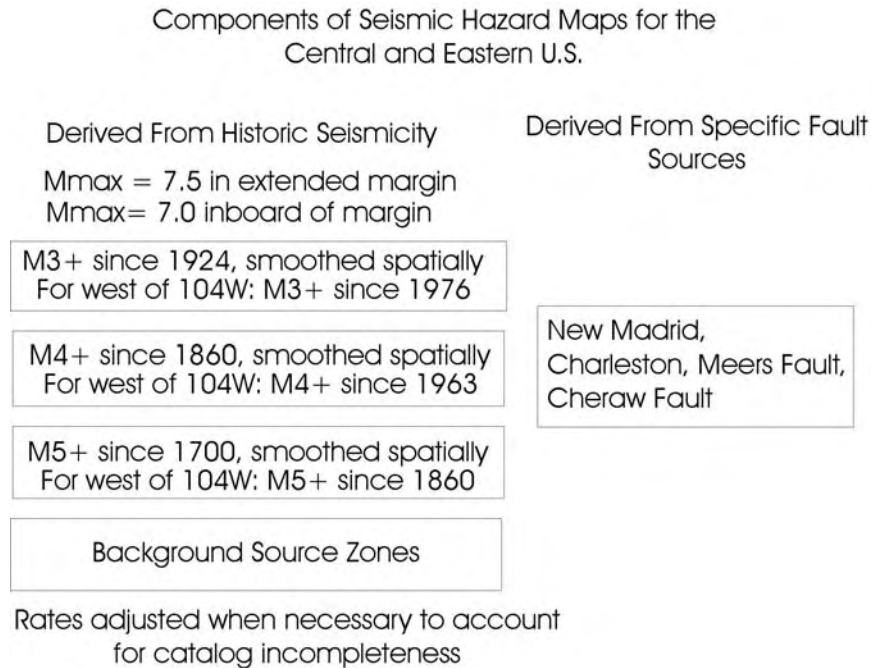 Components of Seismic Hazard Maps for the
Central and Eastern U.S.
Derived From Historic Seismicity
Mmax = 7.5 in extended margin
Mmax= 7.0 inboard of margin
M3+ since 1924, smoothed spatially
For west of 104W: M3+ since 1976
M4+ since 1860, smoothed spatially
For west of 104W: M4+ since 1963
M5+ since 1700, smoothed spatially
For west of 104W: M5+ since 1860
Background Source Zones
Rates adjusted when necessary to account
for catalog incompleteness
Derived From Specific Fault
Sources
New Madrid,
Charleston, Meers Fault,
Cheraw Fault